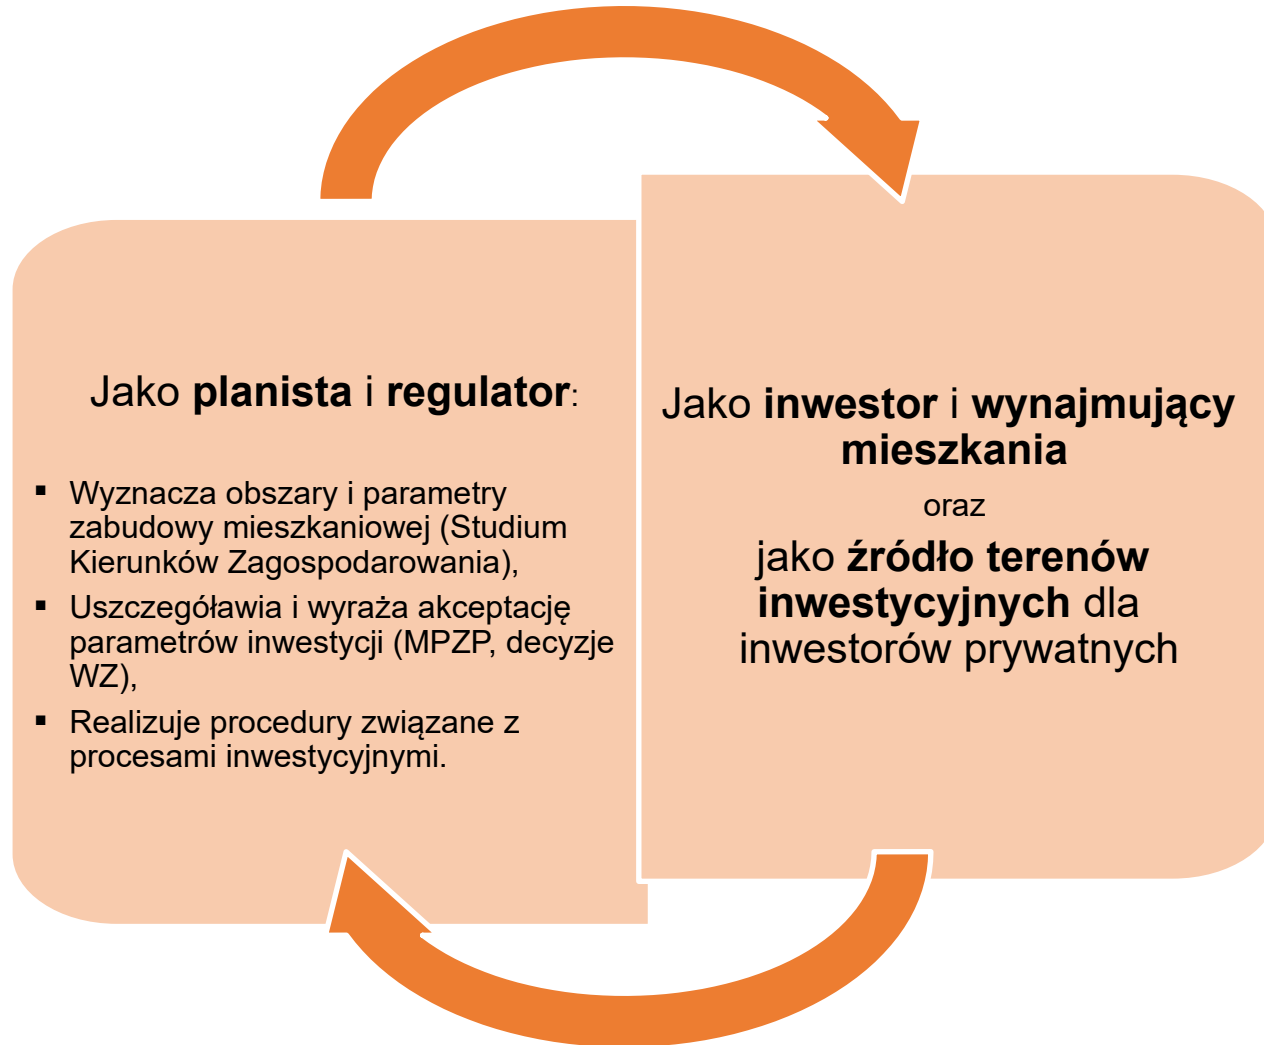 Jako planista i regulator:
▪ Wyznacza obszary i parametry
zabudowy mieszkaniowej (Studium
Kierunków Zagospodarowania),
▪ Uszczegóławia i wyraża akceptację
parametrów inwestycji (MPZP, decyzje
WZ),
▪ Realizuje procedury związane z
procesami inwestycyjnymi.
Jako inwestor i wynajmujący
mieszkania
oraz
jako źródło terenów
inwestycyjnych dla
inwestorów prywatnych